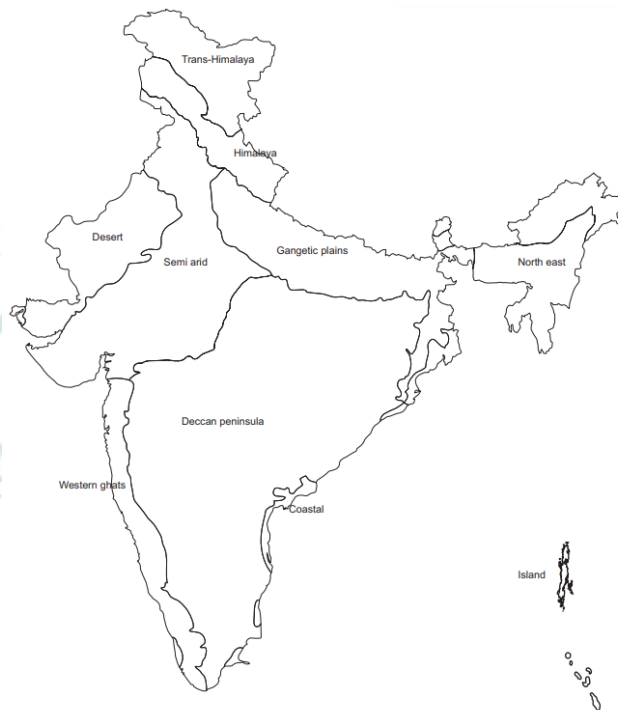 Trans-Himalaya
Himalaya
Desert
Semi arid
Gangetic plains
North east
Deccan peninsula
Western ghats
Coastal
Island